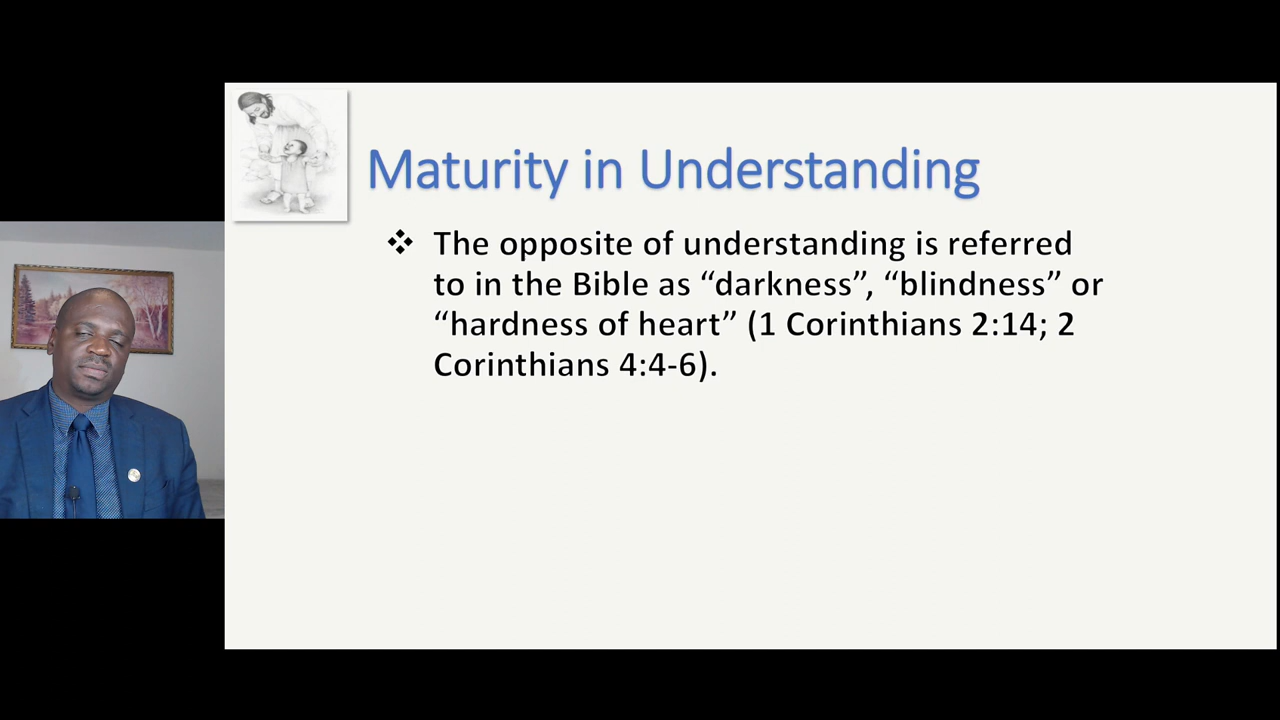 Maturity in Understanding
❖ The opposite of understanding is referred
to in the Bible as “darkness”, “blindness” or
“hardness of heart” (1 Corinthians 2:14; 2
Corinthians 4:4-6).